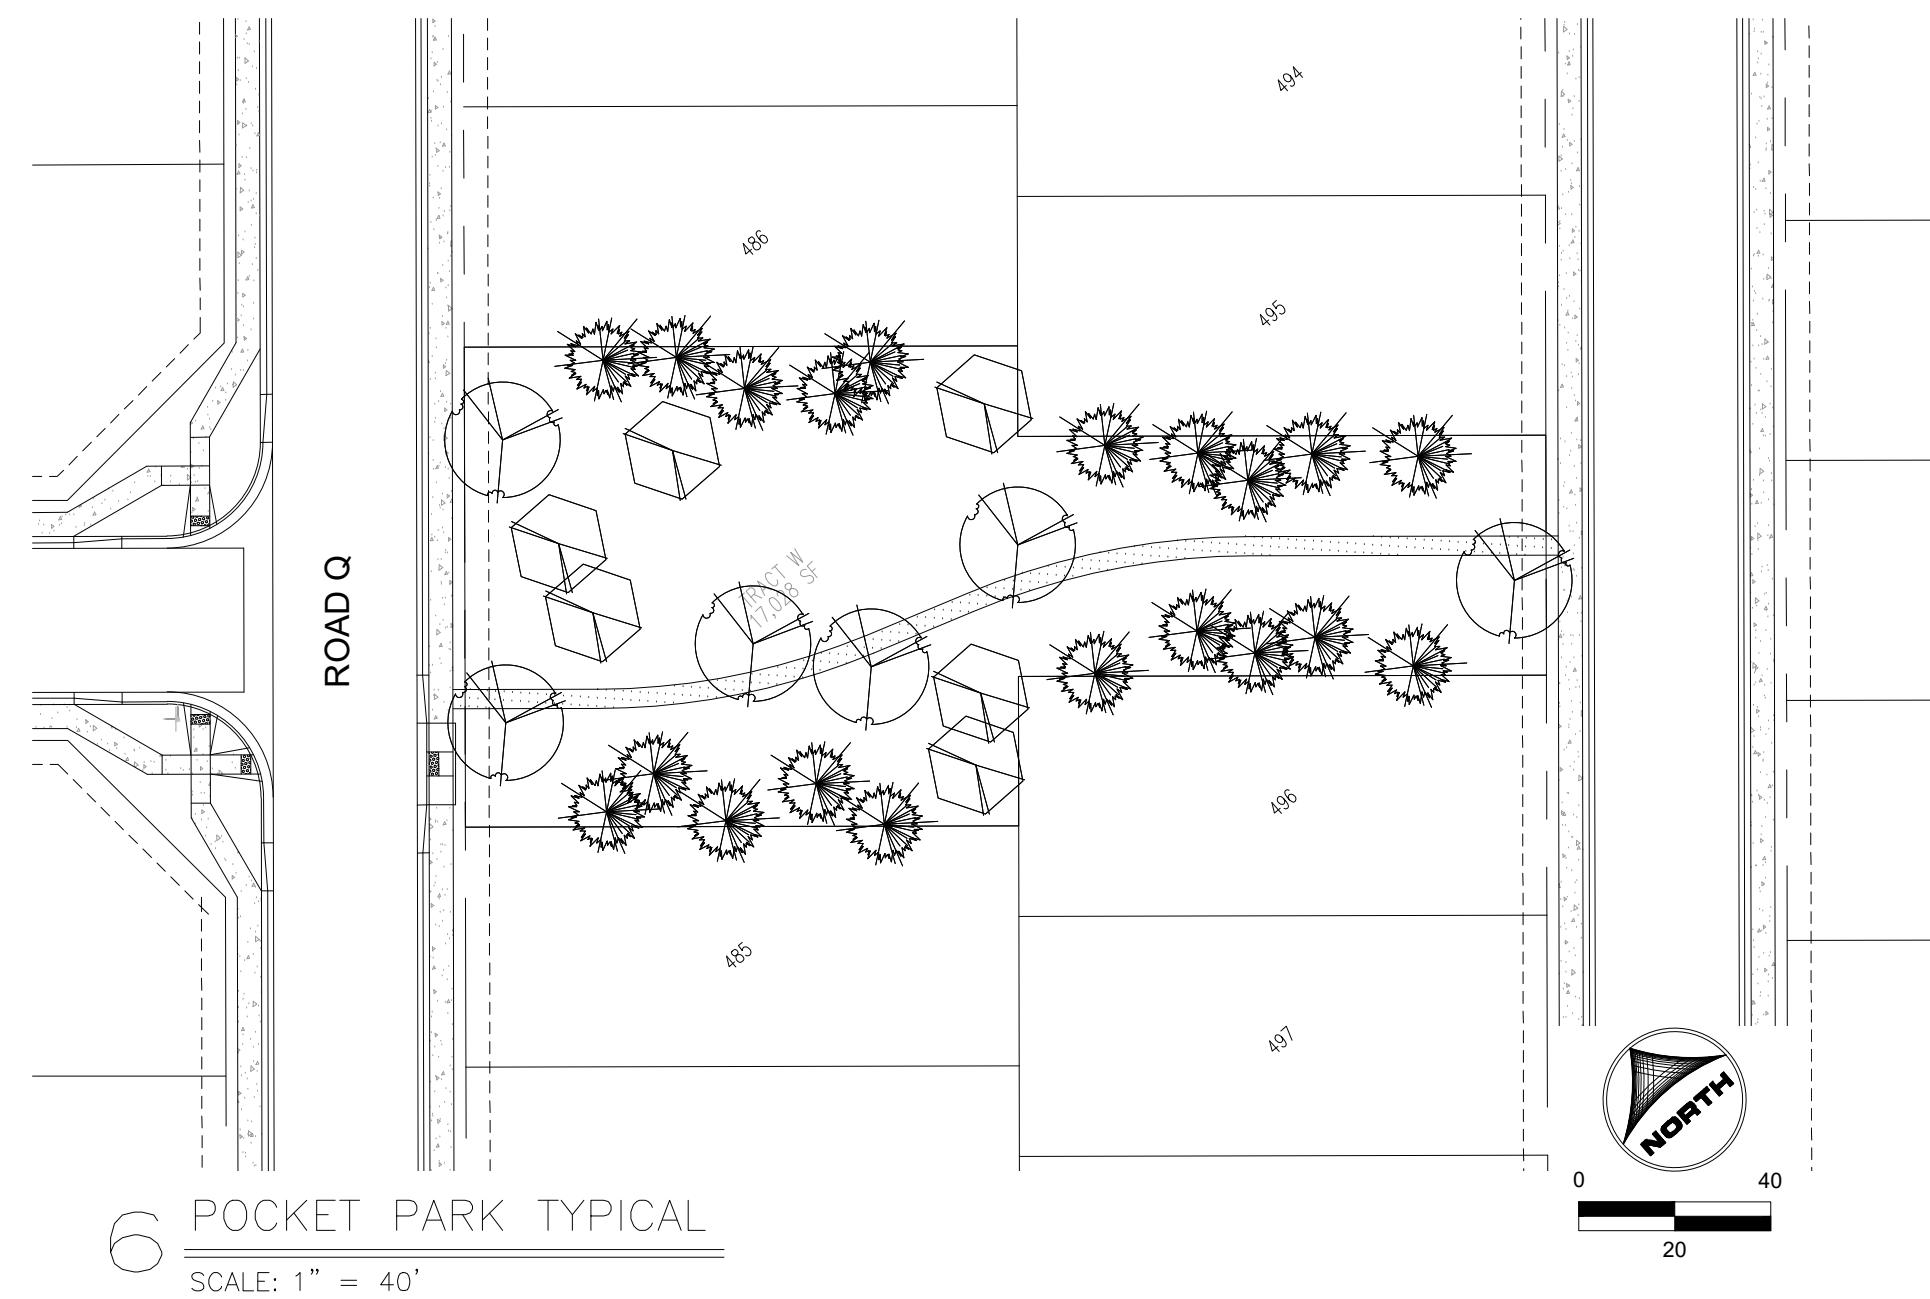 494
486
495
TRACT W
17,028 SF
ROAD Q
496
485
497
NORTH
0 40
20
6 POCKET PARK TYPICAL
SCALE: 1" = 40'